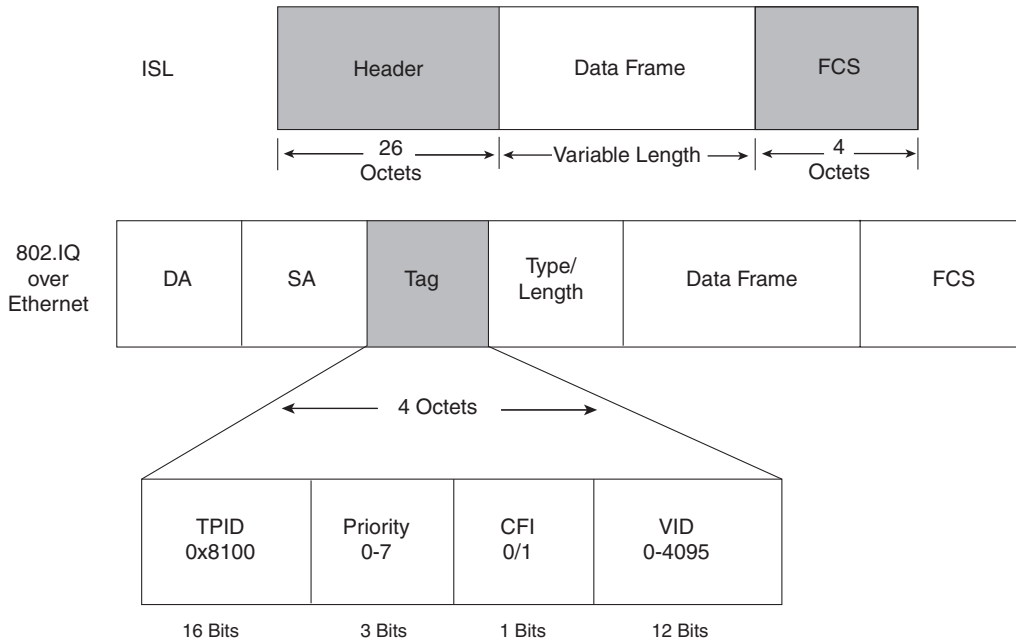 ISL
Header
Data Frame
FCS
26
Octets
Variable Length
4
Octets
802.IQ
over
Ethernet
DA
SA
Tag
Type/
Length
Data Frame
FCS
4 Octets
TPID
0x8100
Priority
0-7
CFI
0/1
VID
0-4095
16 Bits
3 Bits
1 Bits
12 Bits